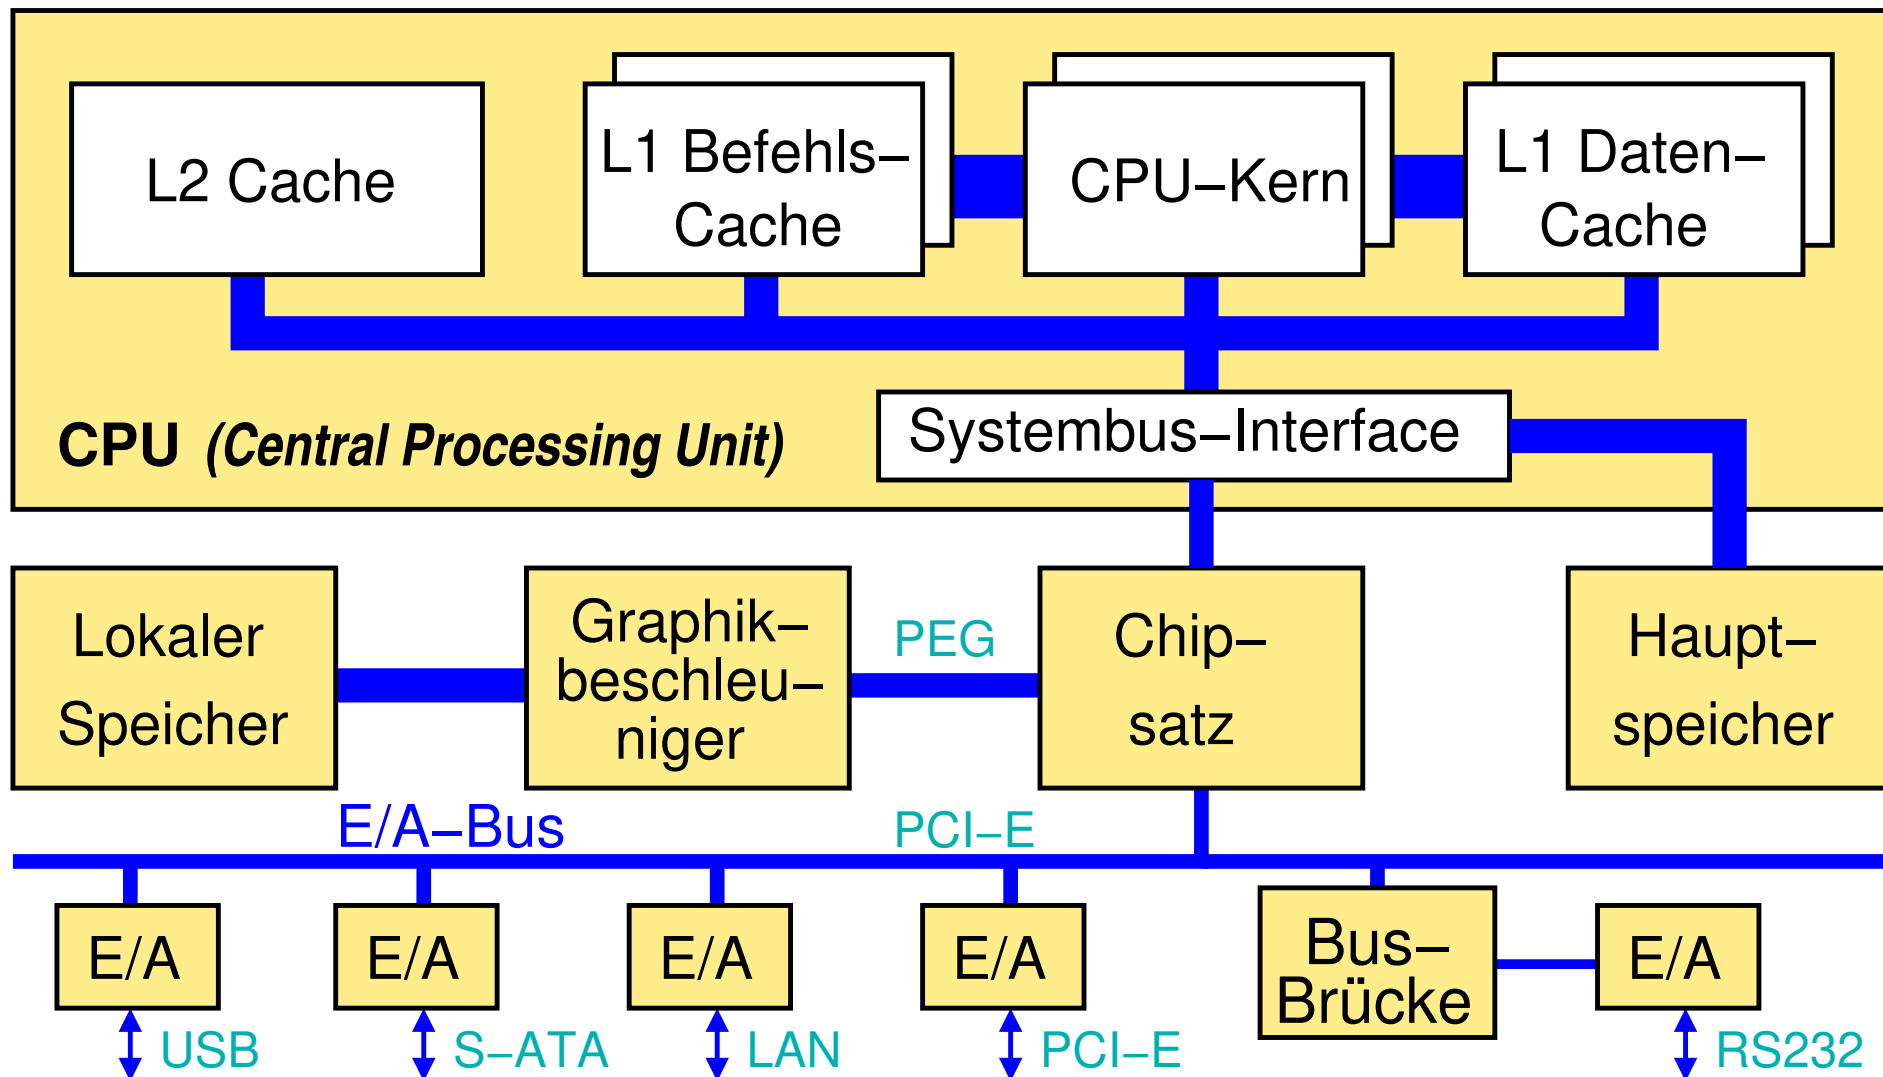 L2 Cache
L1 Befehls–
Cache
CPU–Kern
L1 Daten–
Cache
CPU (Central Processing Unit)
Systembus–Interface
Lokaler
Speicher
Graphik–
beschleu–
niger
PEG
Chip–
satz
Haupt–
speicher
E/A–Bus
PCI–E
E/A
E/A
E/A
E/A
Bus–
Brücke
E/A
USB
S–ATA
LAN
PCI–E
RS232